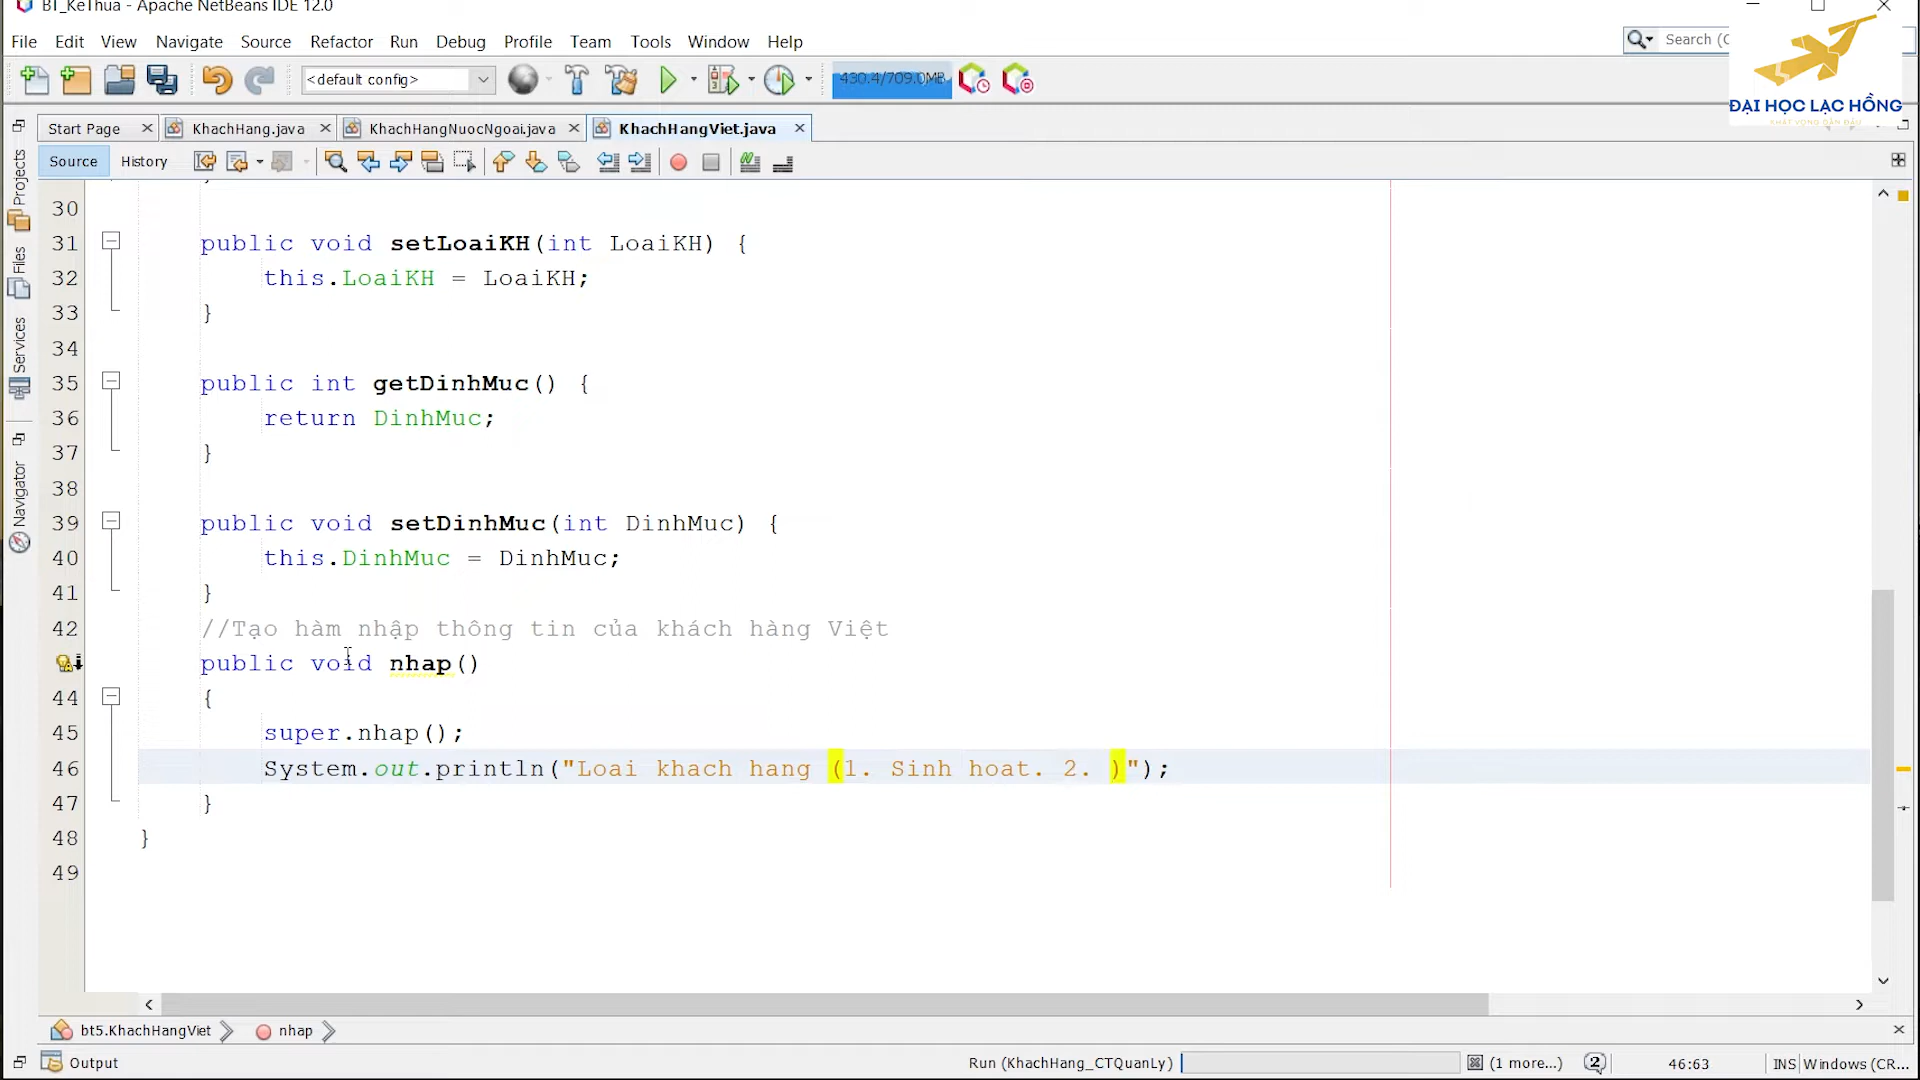 BT_KeThua - Apache NetBeans IDE 12.0
File Edit View Navigate Source Refactor Run Debug Profile Team Tools Window Help
Search (C
<default config>
430.4/709.0MB
ĐẠI HỌC LẠC HỒNG
KHÁT VỌNG DẪN ĐẦU
Start Page KhachHang.java KhachHangNuocNgoai.java KhachHangViet.java
Source History
Projects
Files
Services
Navigator
30
31 public void setLoaiKH(int LoaiKH) {
32 this.LoaiKH = LoaiKH;
33 }
34
35 public int getDinhMuc() {
36 return DinhMuc;
37 }
38
39 public void setDinhMuc(int DinhMuc) {
40 this.DinhMuc = DinhMuc;
41 }
42 //Tạo hàm nhập thông tin của khách hàng Việt
public void nhap()
44 {
45 super.nhap();
46 System.out.println("Loai khach hang (1. Sinh hoat. 2. )");
47 }
48 }
49
bt5.KhachHangViet nhap
Output Run (KhachHang_CTQuanLy) (1 more...) 2 46:63 INS Windows (CR...